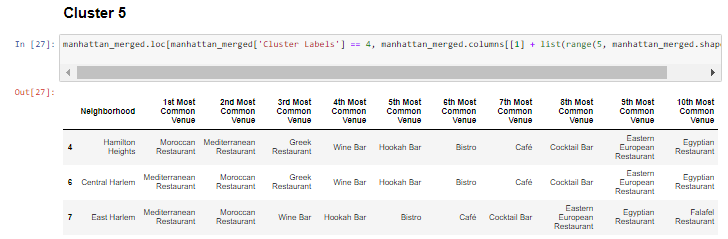 Cluster 5
In [27]: manhattan_merged.loc[manhattan_merged['Cluster Labels'] == 4, manhattan_merged.columns[[1] + list(range(5, manhattan_merged.shap
Out[27]:
Neighborhood 1st Most Common Venue 2nd Most Common Venue 3rd Most Common Venue 4th Most Common Venue 5th Most Common Venue 6th Most Common Venue 7th Most Common Venue 8th Most Common Venue 9th Most Common Venue 10th Most Common Venue
4 Hamilton Heights Moroccan Restaurant Mediterranean Restaurant Greek Restaurant Wine Bar Hookah Bar Bistro Café Cocktail Bar Eastern European Restaurant Egyptian Restaurant
6 Central Harlem Mediterranean Restaurant Moroccan Restaurant Greek Restaurant Wine Bar Hookah Bar Bistro Café Cocktail Bar Eastern European Restaurant Egyptian Restaurant
7 East Harlem Mediterranean Restaurant Moroccan Restaurant Wine Bar Hookah Bar Bistro Café Cocktail Bar Eastern European Restaurant Egyptian Restaurant Falafel Restaurant